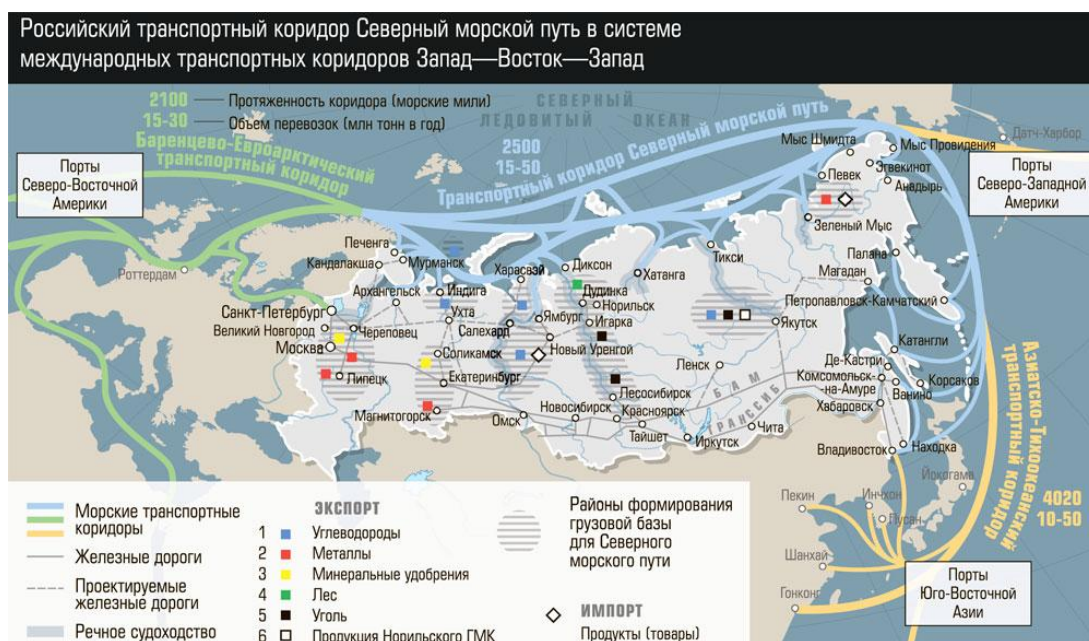 Российский транспортный коридор Северный морской путь в системе
международных транспортных коридоров Запад—Восток—Запад
2100
Протяженность коридора (морские мили)
15-30
Объем перевозок (млн тонн в год)
СЕВЕРНЫЙ
ЛЕДОВИТЫЙ ОКЕАН
Баренцево-Евроарктический
транспортный коридор
2500
15-50
Транспортный коридор Северный морской путь
Порты
Северо-Восточной
Америки
Порты
Северо-Западной
Америки
Датч-Харбор
Мыс Шмидта
Мыс Провидения
Эгвекинот
Анадырь
Певек
Зеленый Мыс
Роттердам
Печенга
Кандалакша
Мурманск
Харасвэй
Диксон
Хатанга
Тикси
Палана
Магадан
Архангельск
Индига
Дудинка
Норильск
Петропавловск-Камчатский
Санкт-Петербург
Великий Новгород
Череповец
Ухта
Салехард
Ямбург
Игарка
Якутск
Москва
Соликамск
Новый Уренгой
Ленск
Катангли
Де-Кастри
Комсомольск-
на-Амуре
Корсаков
Ванино
Липецк
Екатеринбург
Лесосибирск
БАМ
Хабаровск
Магнитогорск
Омск
Новосибирск
Красноярск
ТРАНССИБ
Тайшет
Иркутск
Чита
Владивосток
Находка
Азиатско-Тихоокеанский
транспортный коридор
4020
10-50
Пекин
Инчхон
Йокогама
Пусан
Шанхай
Гонконг
Порты
Юго-Восточной
Азии
Морские транспортные
коридоры
Железные дороги
Проектируемые
железные дороги
Речное судоходство
ЭКСПОРТ
1 Углеводороды
2 Металлы
3 Минеральные удобрения
4 Лес
5 Уголь
6 Продукция Норильского ГМК
Районы формирования
грузовой базы
для Северного
морского пути
ИМПОРТ
Продукты (товары)